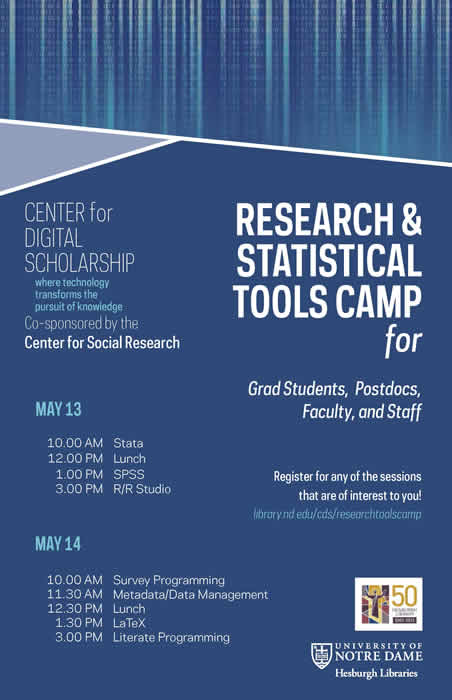 CENTER for
DIGITAL
SCHOLARSHIP
where technology
transforms the
pursuit of knowledge
Co-sponsored by the
Center for Social Research
RESEARCH &
STATISTICAL
TOOLS CAMP
for
Grad Students, Postdocs,
Faculty, and Staff
MAY 13
10.00 AM Stata
12.00 PM Lunch
1.00 PM SPSS
3.00 PM R/R Studio
Register for any of the sessions
that are of interest to you!
library.nd.edu/cds/researchtoolscamp
MAY 14
10.00 AM Survey Programming
11.30 AM Metadata/Data Management
12.30 PM Lunch
1.30 PM LaTeX
3.00 PM Literate Programming
50
UNIVERSITY OF
NOTRE DAME
Hesburgh Libraries